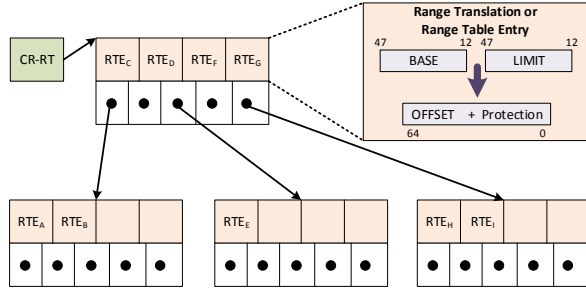 CR-RT
RTEC RTED RTEF RTEG
Range Translation or
Range Table Entry
47 12 47 12
BASE LIMIT
OFFSET + Protection
64 0
RTEA RTEB
RTEE
RTEH RTEI